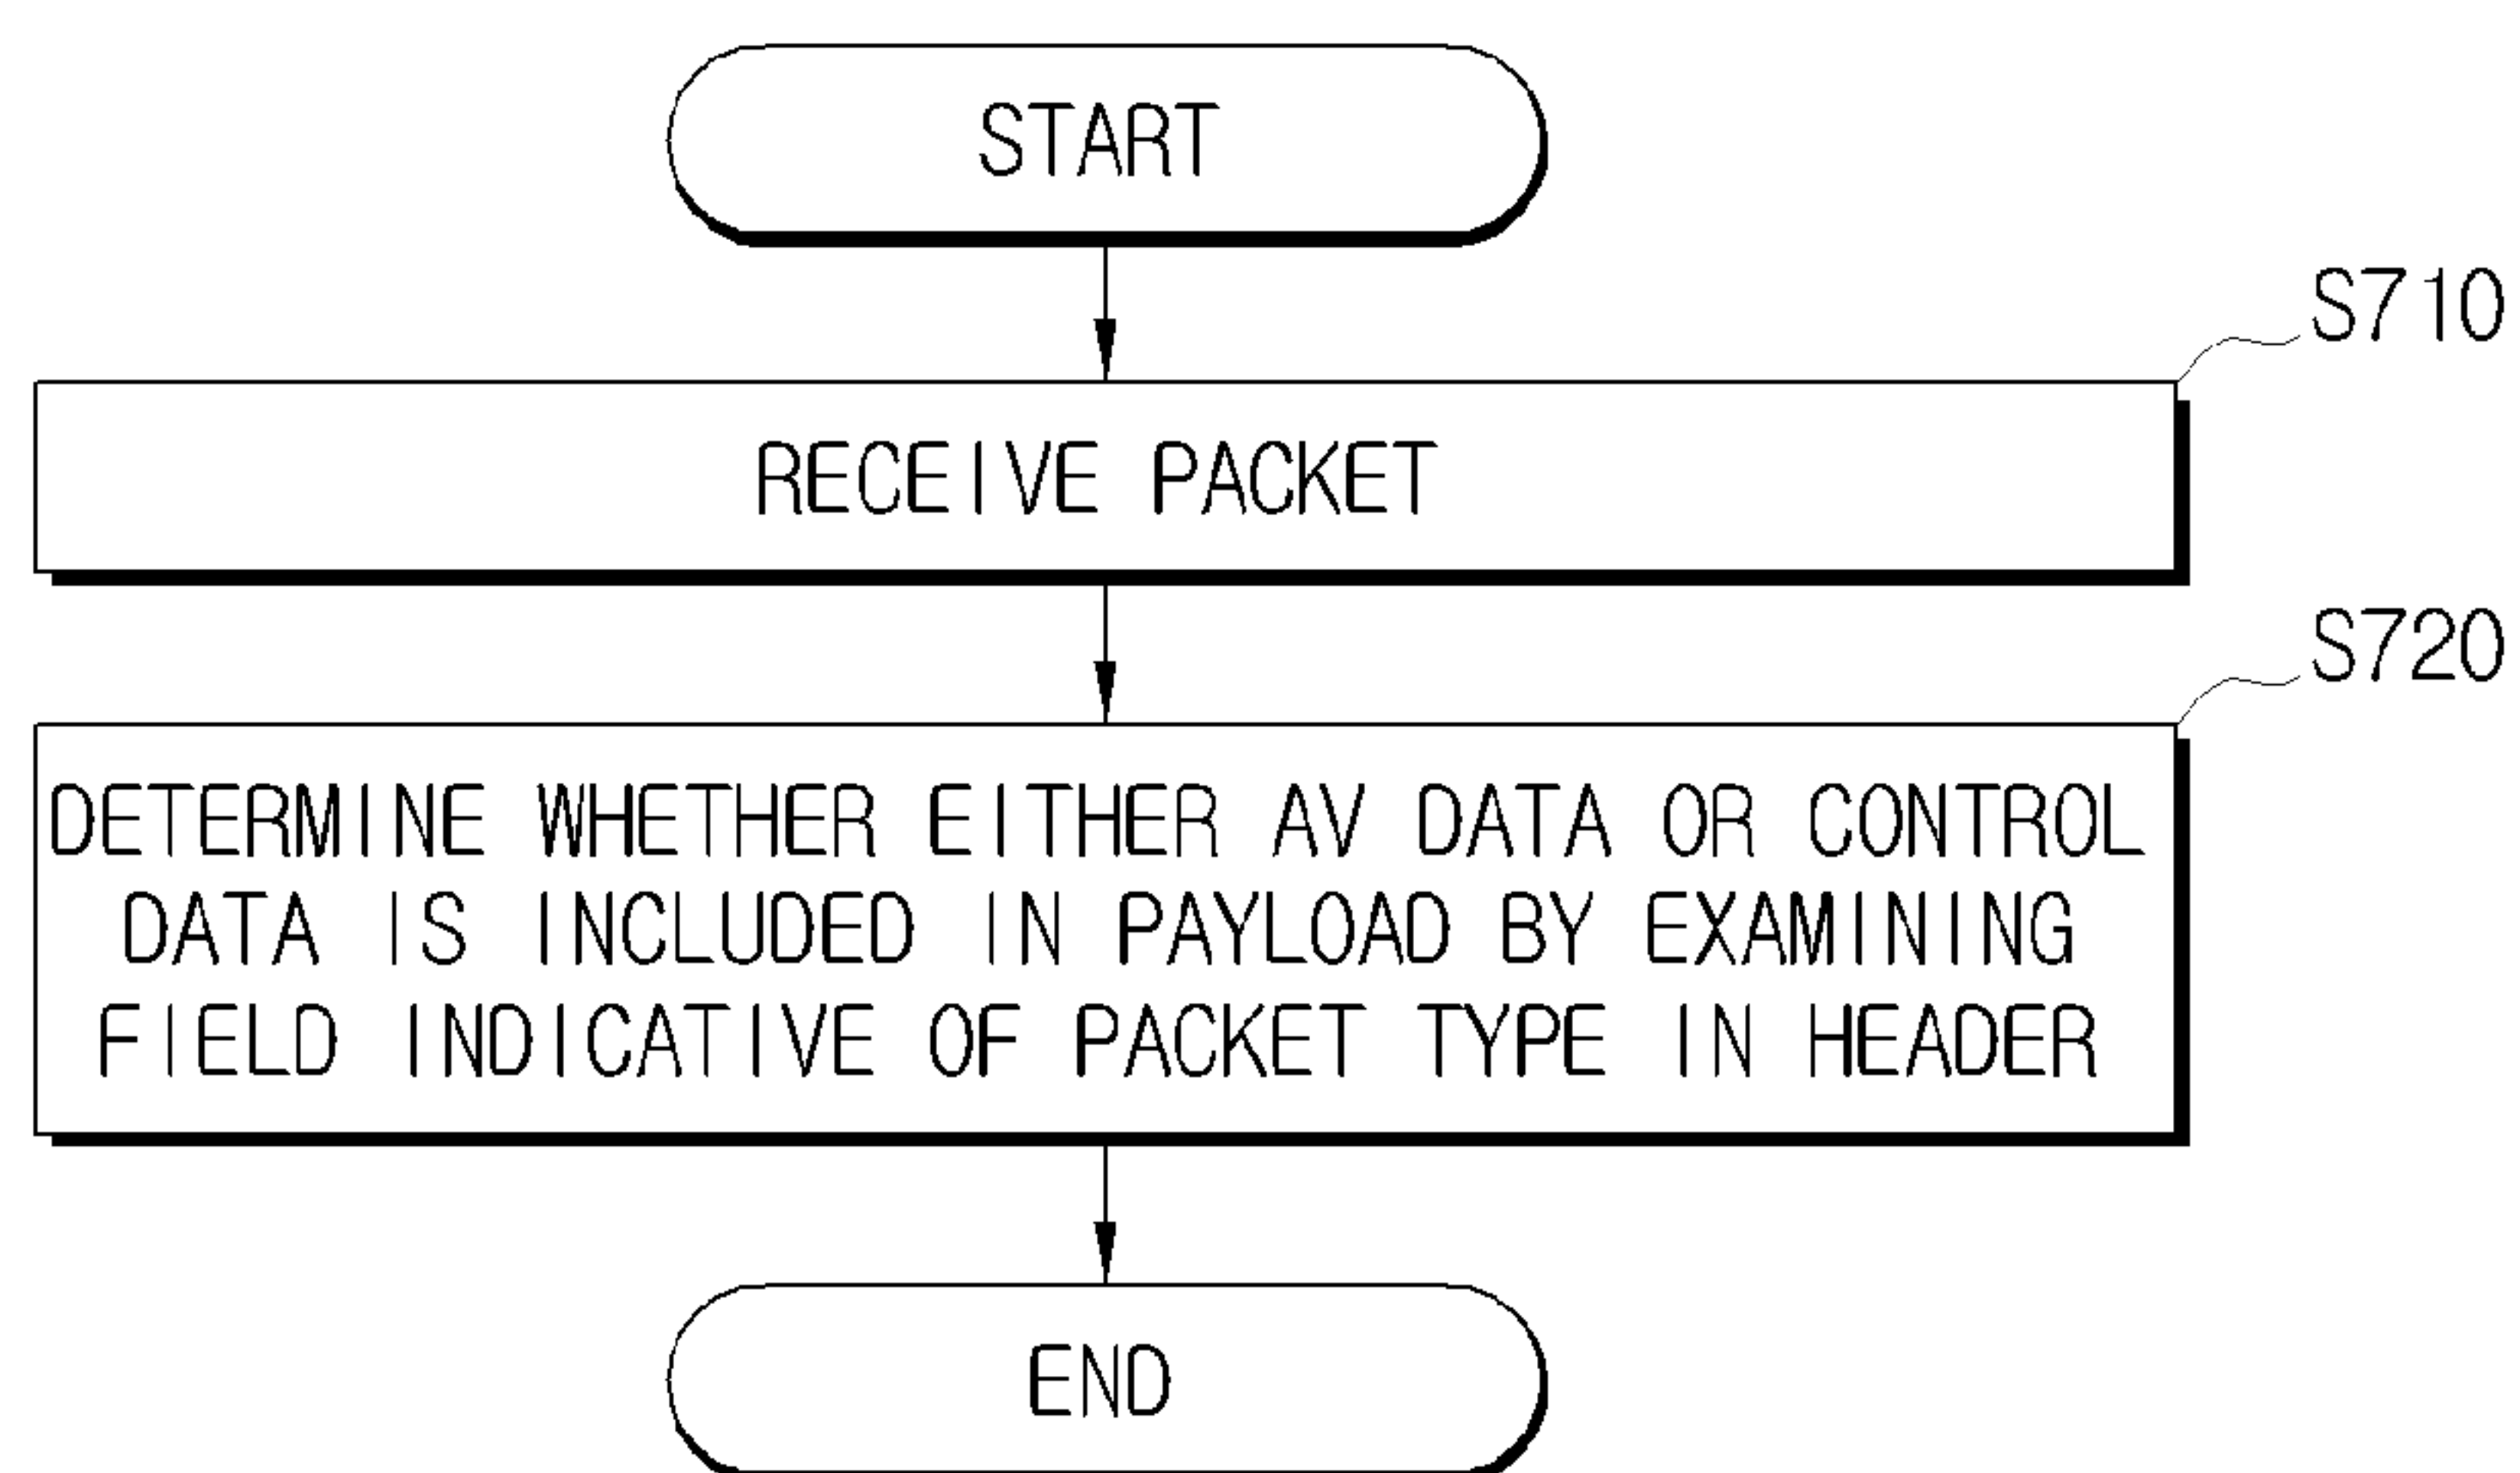 START
S710
RECEIVE PACKET
S720
DETERMINE WHETHER EITHER AV DATA OR CONTROL
DATA IS INCLUDED IN PAYLOAD BY EXAMINING
FIELD INDICATIVE OF PACKET TYPE IN HEADER
END